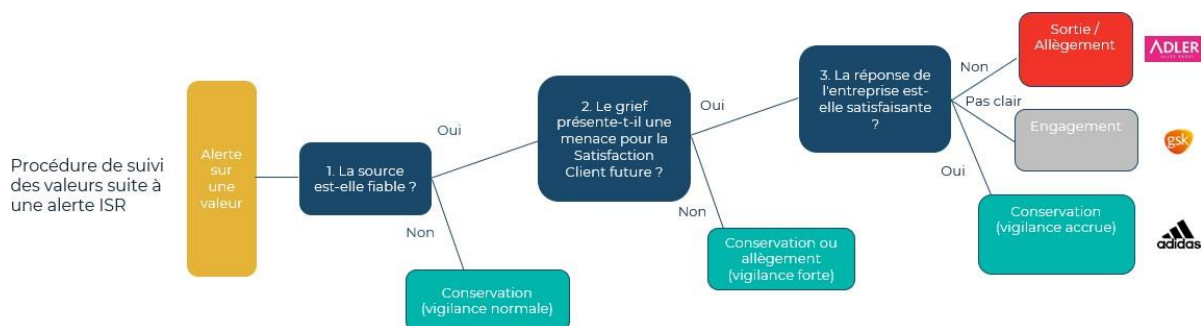 Procédure de suivi
des valeurs suite à
une alerte ISR
Alerte
sur
une
valeur
1. La source
est-elle fiable ?
Oui
Non
Conservation
(vigilance normale)
2. Le grief
présente-t-il une
menace pour la
Satisfaction
Client future ?
Oui
Non
Conservation ou
allègement
(vigilance forte)
3. La réponse de
l'entreprise est-
elle satisfaisante
?
Non
Pas clair
Oui
Sortie /
Allègement
ADLER
Engagement
gsk
Conservation
(vigilance accrue)
adidas